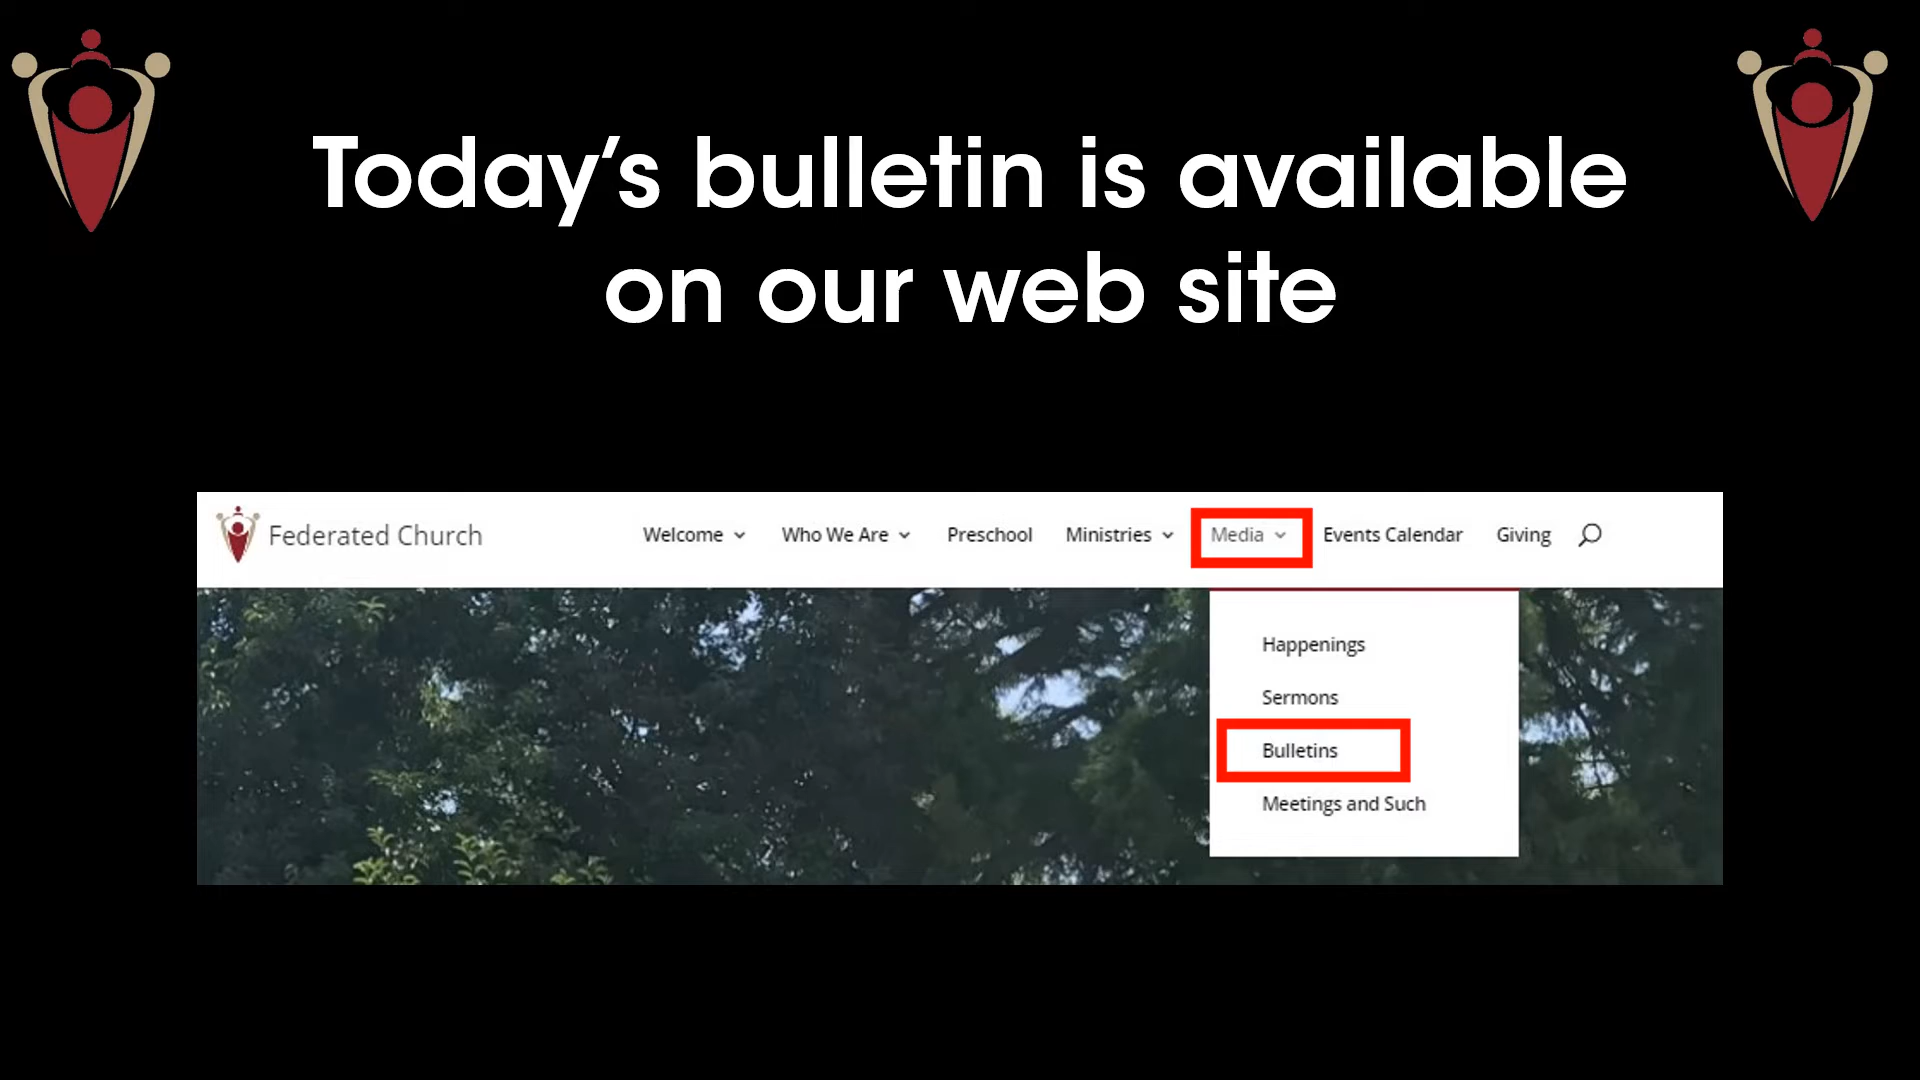 Today's bulletin is available
on our web site
Federated Church Welcome Who We Are Preschool Ministries Media Events Calendar Giving
Happenings
Sermons
Bulletins
Meetings and Such